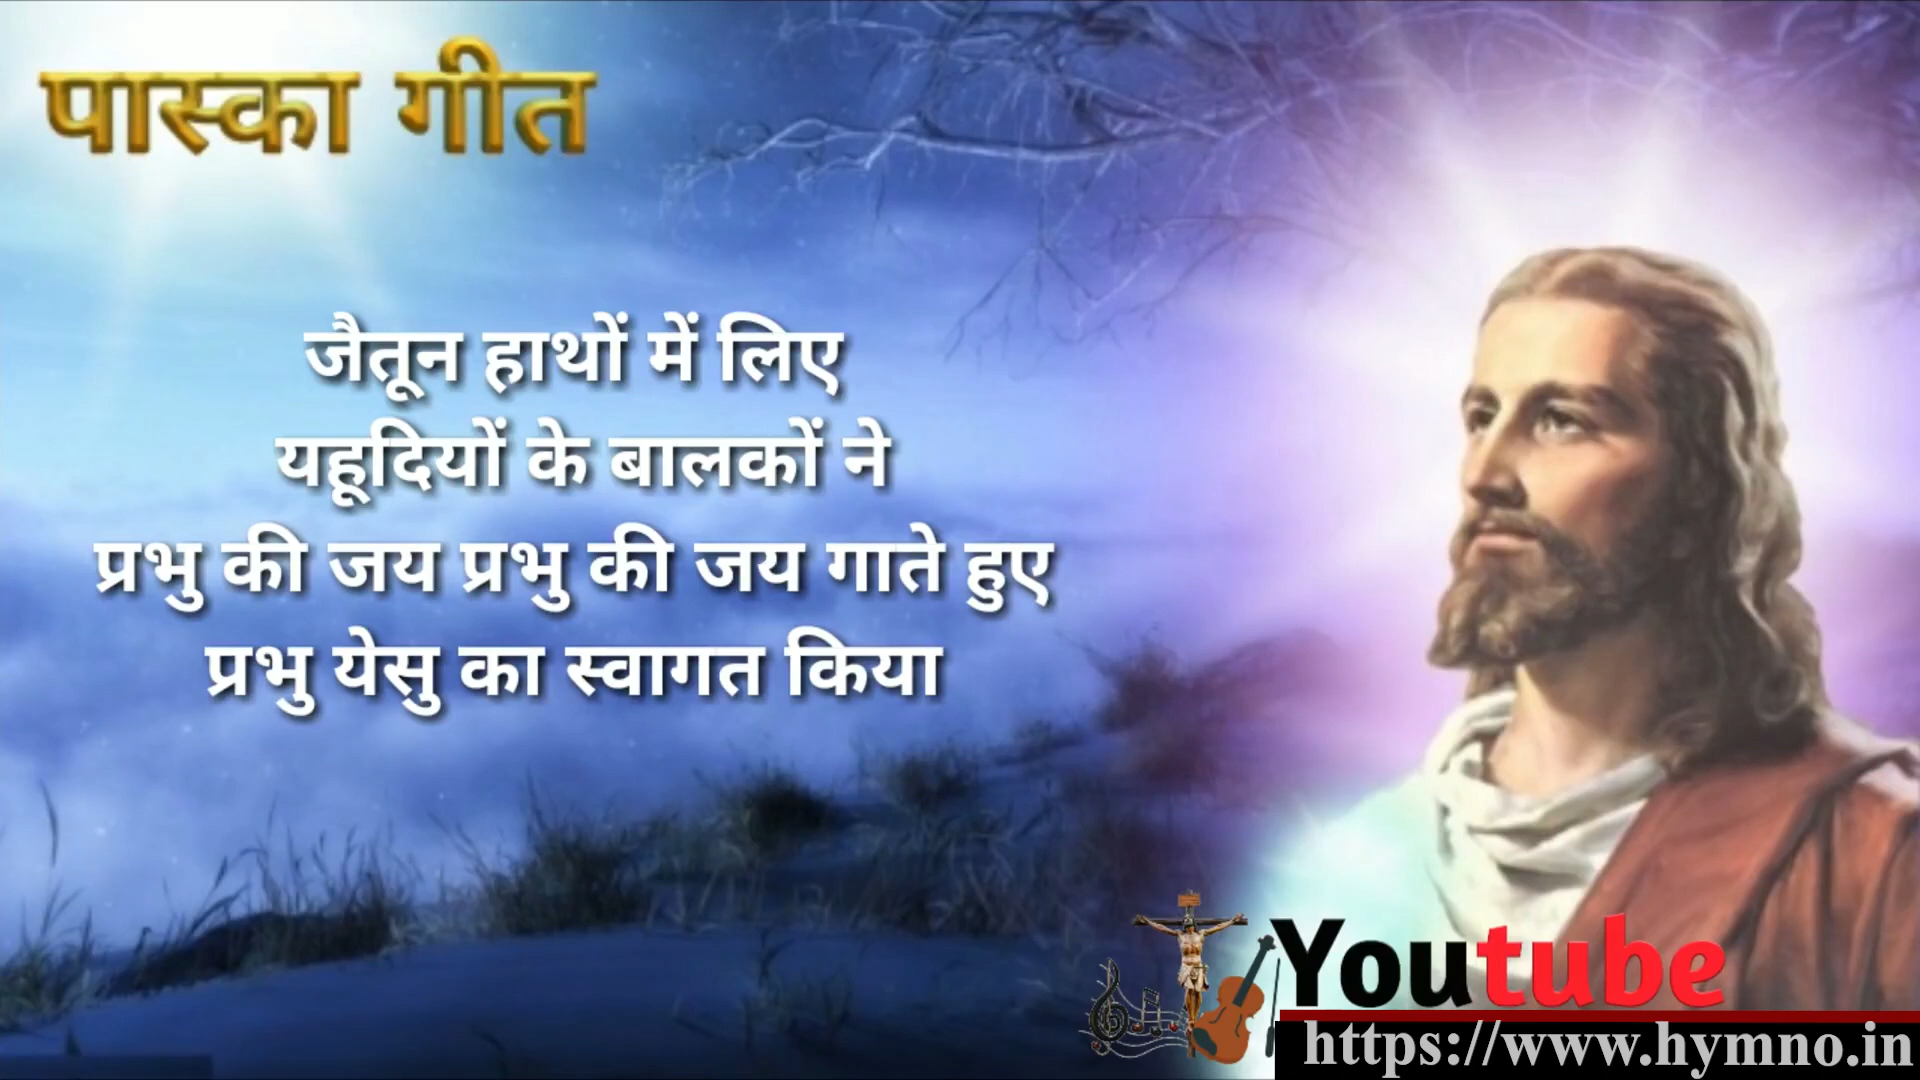 पास्का गीत
जैतून हाथों में लिए
यहूदियों के बालकों ने
प्रभु की जय प्रभु की जय गाते हुए
प्रभु येसु का स्वागत किया
Youtube
https://www.hymno.in